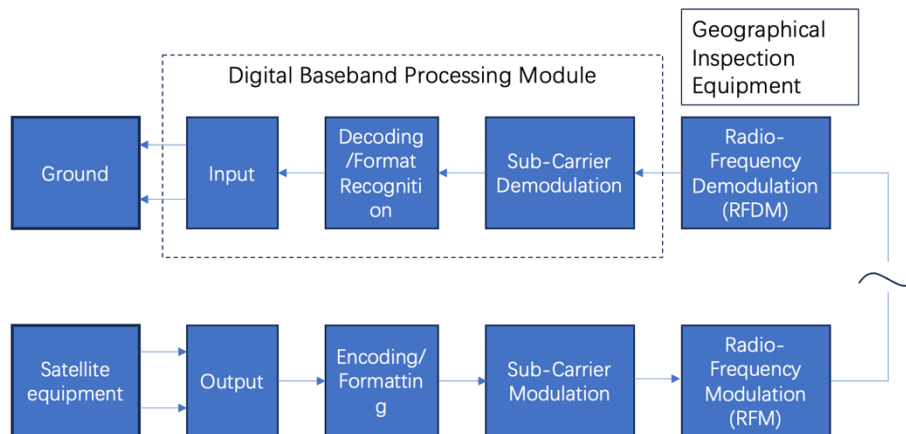 Geographical
Inspection
Equipment
Digital Baseband Processing Module
Ground
Input
Decoding
/Format
Recogniti
on
Sub-Carrier
Demodulation
Radio-
Frequency
Demodulation
(RFDM)
Satellite
equipment
Output
Encoding/
Formattin
g
Sub-Carrier
Modulation
Radio-
Frequency
Modulation
(RFM)